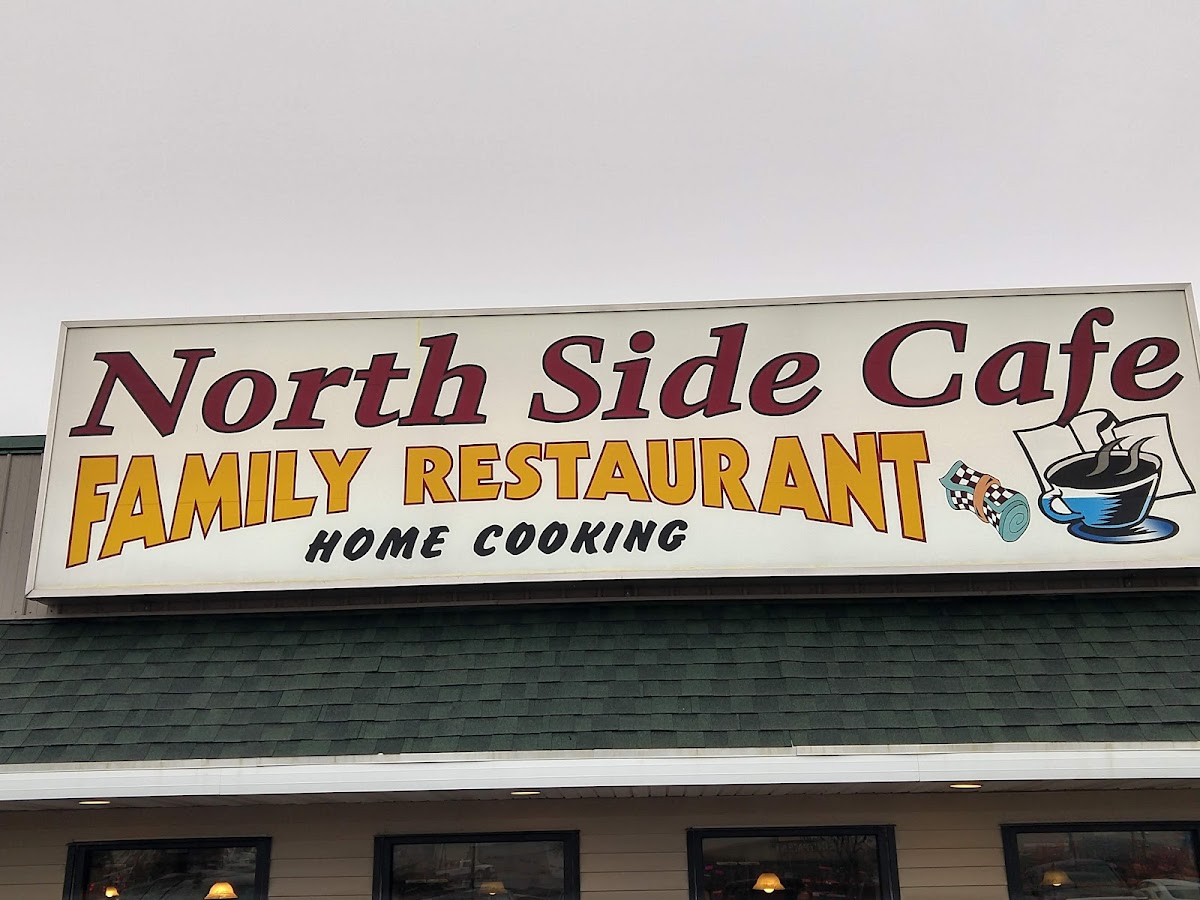 North Side Cafe
FAMILY RESTAURANT
HOME COOKING